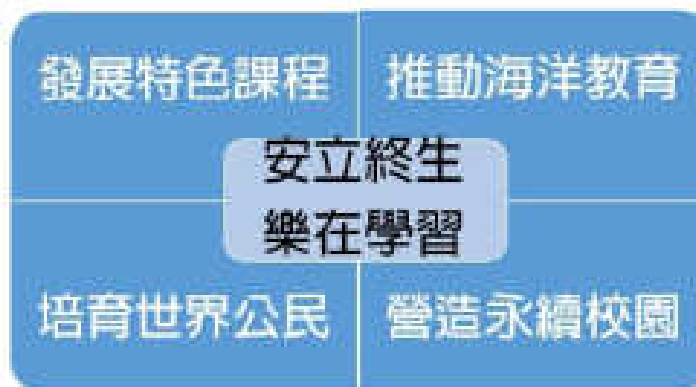 發展特色課程
推動海洋教育
安立終生
樂在學習
培育世界公民
營造永續校園